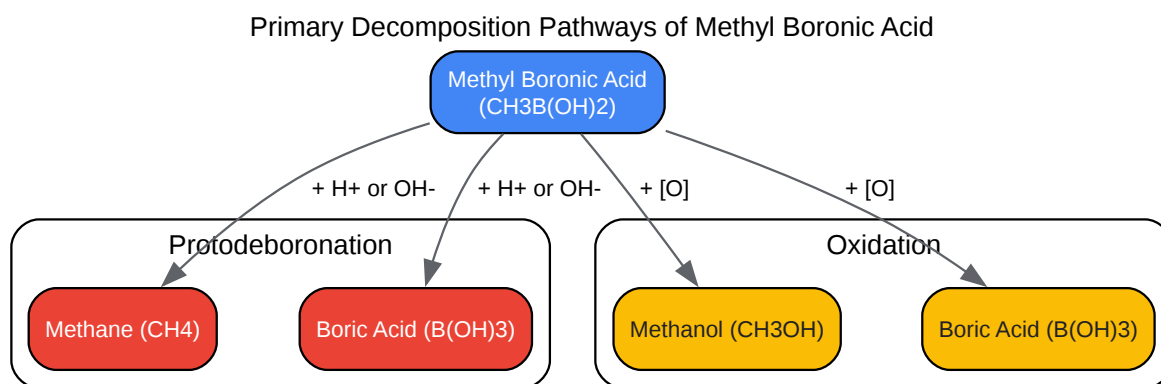 Primary Decomposition Pathways of Methyl Boronic Acid
Methyl Boronic Acid
(CH3B(OH)2)
+ H+ or OH-
+ H+ or OH-
+ [O]
+ [O]
Protodeboronation
Oxidation
Methane (CH4)
Boric Acid (B(OH)3)
Methanol (CH3OH)
Boric Acid (B(OH)3)